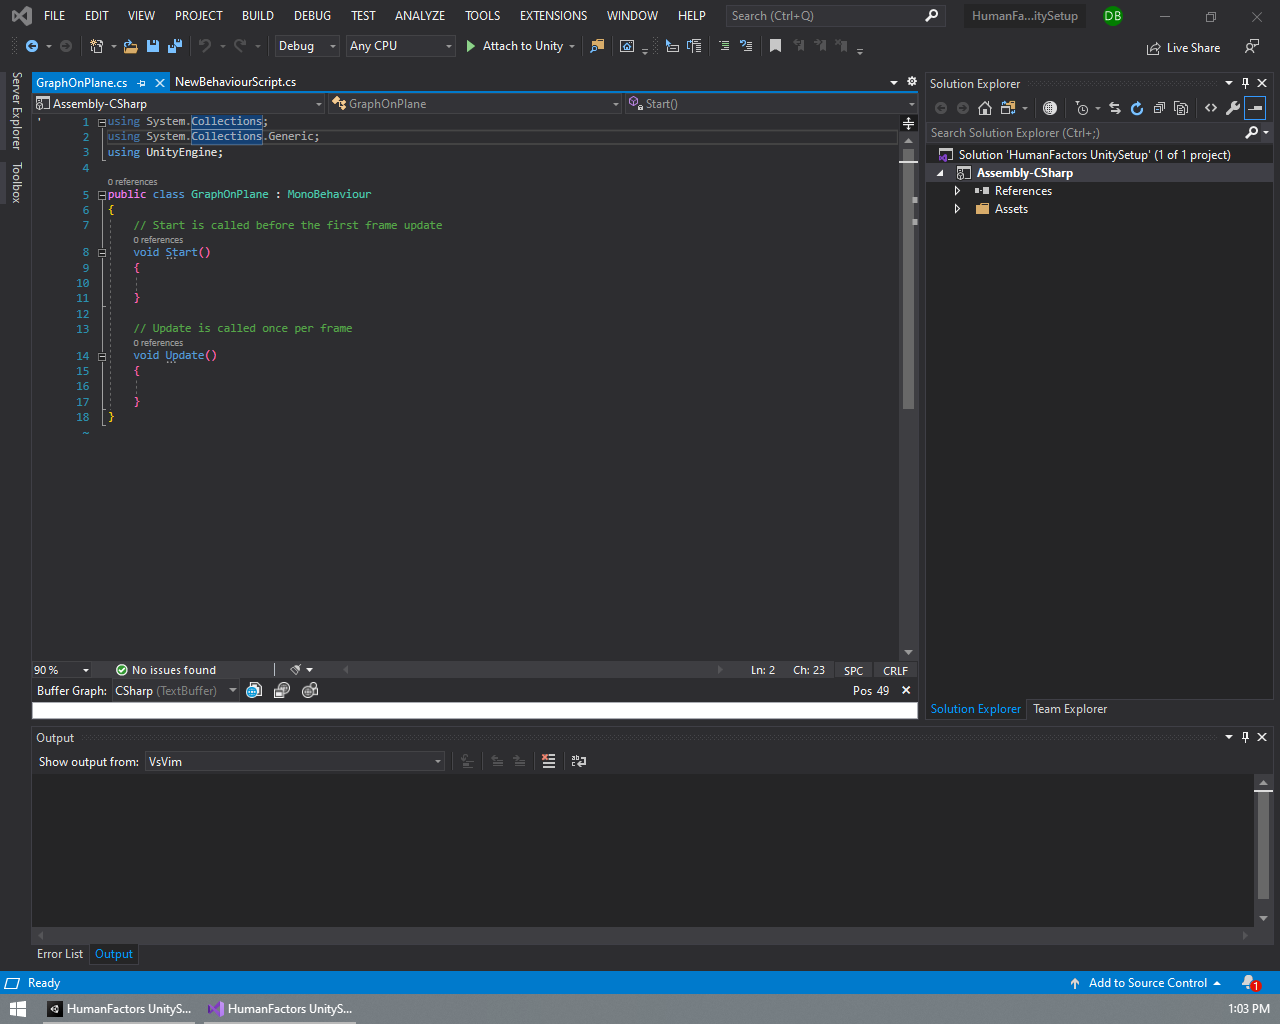 FILE EDIT VIEW PROJECT BUILD DEBUG TEST ANALYZE TOOLS EXTENSIONS WINDOW HELP Search (Ctrl+Q) HumanFa...itySetup DB
Debug Any CPU Attach to Unity Live Share
Server Explorer
Toolbox
GraphOnPlane.cs NewBehaviourScript.cs
Assembly-CSharp GraphOnPlane Start()
1 using System.Collections;
2 using System.Collections.Generic;
3 using UnityEngine;
4
0 references
5 public class GraphOnPlane : MonoBehaviour
6 {
7 // Start is called before the first frame update
0 references
8 void Start()
9 {
10
11 }
12
13 // Update is called once per frame
0 references
14 void Update()
15 {
16
17 }
18 }
~
90 % No issues found Ln: 2 Ch: 23 SPC CRLF
Buffer Graph: CSharp (TextBuffer) Pos 49
Solution Explorer
Search Solution Explorer (Ctrl+;)
Solution 'HumanFactors UnitySetup' (1 of 1 project)
Assembly-CSharp
References
Assets
Solution Explorer Team Explorer
Output
Show output from: VsVim
Error List Output
Ready Add to Source Control 1
HumanFactors UnityS... HumanFactors UnityS... 1:03 PM